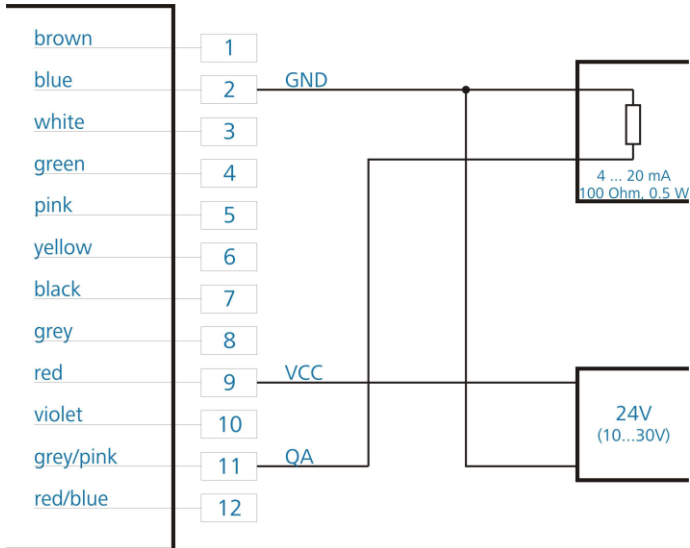 brown 1
blue 2 GND
white 3
green 4
4 ... 20 mA
100 Ohm, 0.5 W
pink 5
yellow 6
black 7
grey 8
red 9 VCC
violet 10
24V
(10...30V)
grey/pink 11 QA
red/blue 12